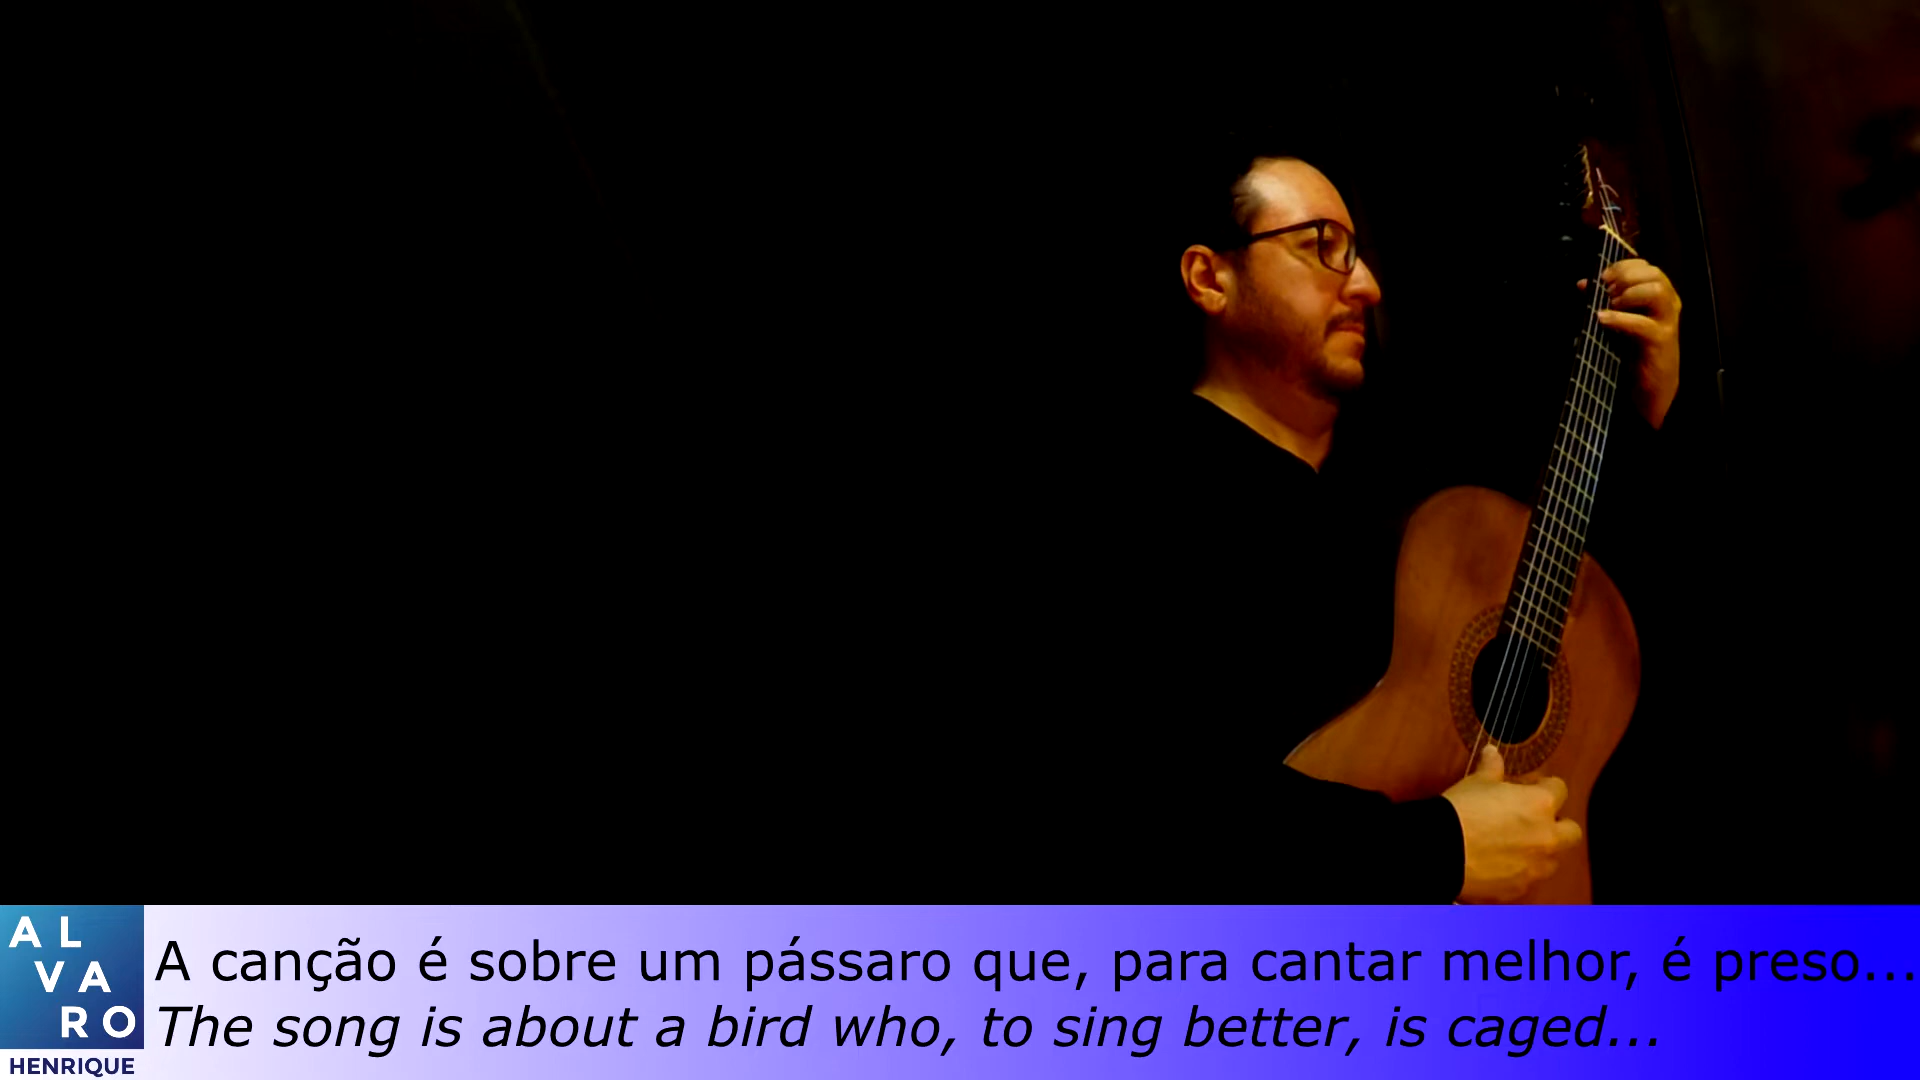 AL
VA
RO
HENRIQUE
A canção é sobre um pássaro que, para cantar melhor, é preso...
The song is about a bird who, to sing better, is caged...